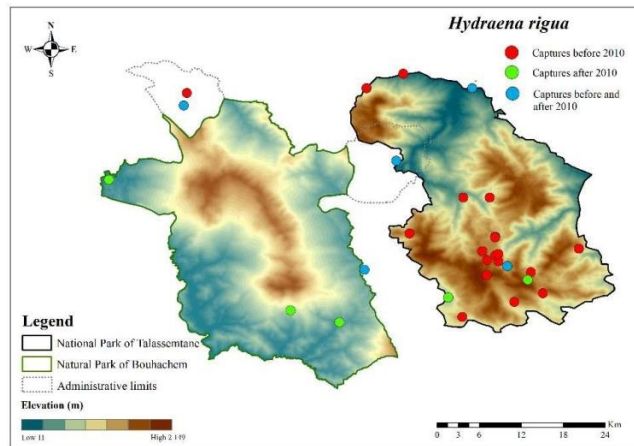 Hydraena rigua
N
W E
S
Captures before 2010
Captures after 2010
Captures before and
after 2010
Legend
National Park of Talassemtane
Natural Park of Bouhachem
Administrative limits
Elevation (m)
Low 11 High 2 149
Km
0 3 6 12 18 24